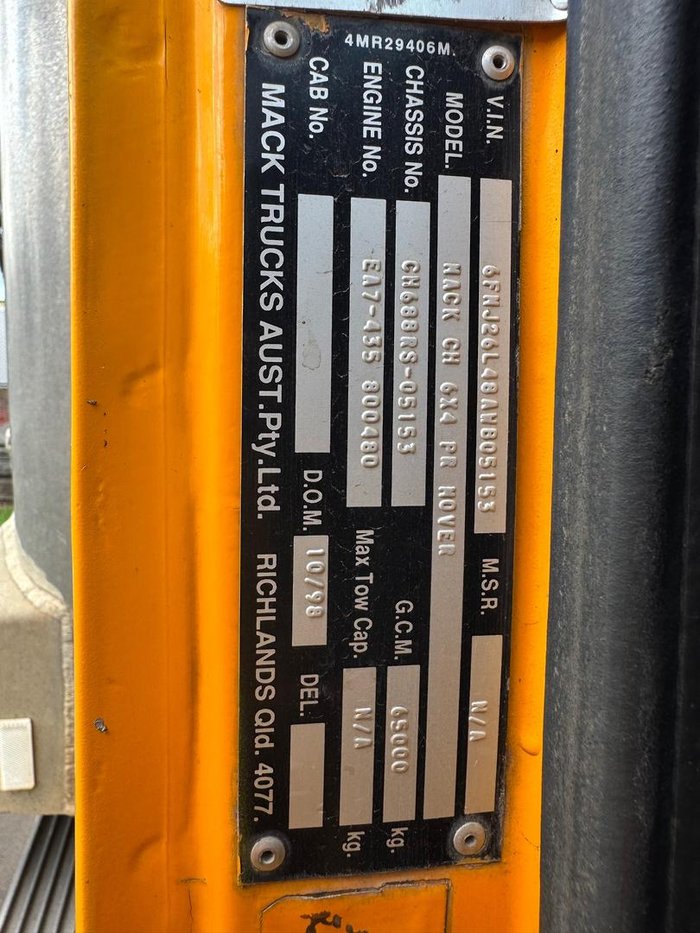 4MR29406M.
V.I.N. 6FMJ26L48AWB05153 M.S.R. N/A
MODEL. MACK CH 6X4 PR MOVER
CHASSIS No. CH688RS-05153 G.C.M. 65000 kg.
ENGINE No. EA7-435 800480 Max Tow Cap. N/A kg.
CAB No. D.O.M. 10/98 DEL.
MACK TRUCKS AUST.Pty.Ltd. RICHLANDS Qld. 4077.